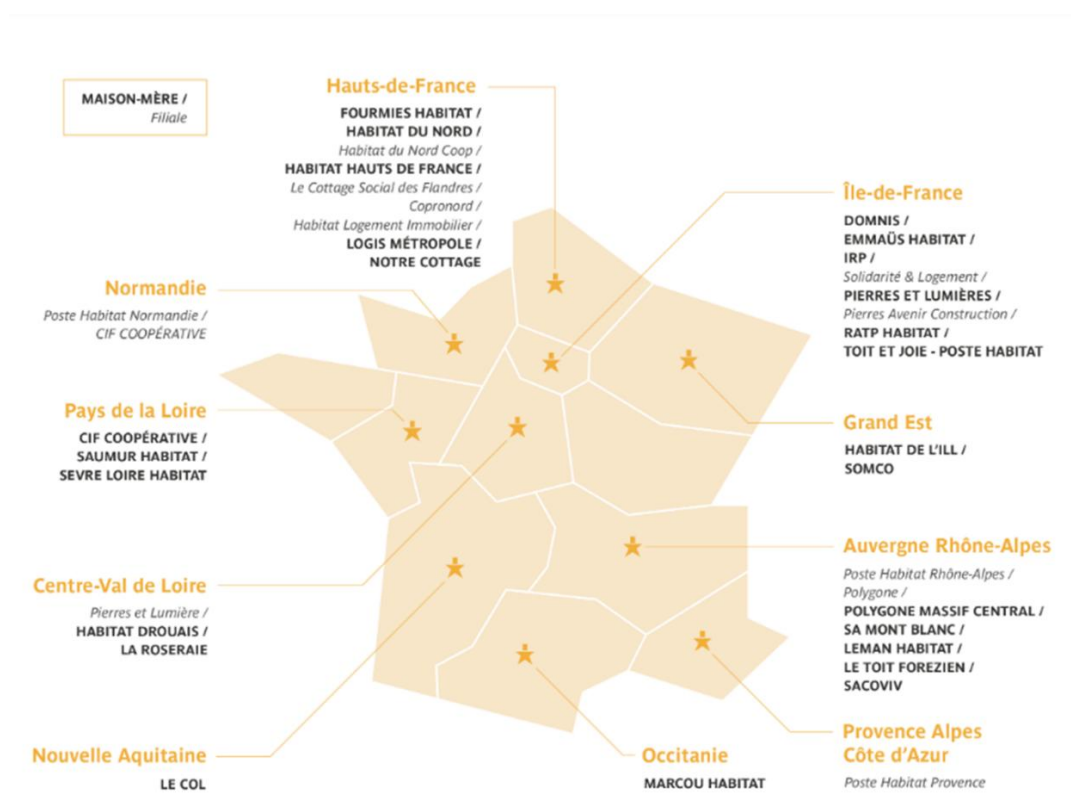 MAISON-MÈRE /
Filiale
Hauts-de-France
FOURMIES HABITAT /
HABITAT DU NORD /
Habitat du Nord Coop /
HABITAT HAUTS DE FRANCE /
Le Cottage Social des Flandres /
Copronord /
Habitat Logement Immobilier /
LOGIS MÉTROPOLE /
NOTRE COTTAGE
Île-de-France
DOMNIS /
EMMAÜS HABITAT /
IRP /
Solidarité & Logement /
PIERRES ET LUMIÈRES /
Pierres Avenir Construction /
RATP HABITAT /
TOIT ET JOIE - POSTE HABITAT
Normandie
Poste Habitat Normandie /
CIF COOPÉRATIVE
Pays de la Loire
CIF COOPÉRATIVE /
SAUMUR HABITAT /
SEVRE LOIRE HABITAT
Grand Est
HABITAT DE L'ILL /
SOMCO
Centre-Val de Loire
Pierres et Lumière /
HABITAT DROUAIS /
LA ROSERAIE
Auvergne Rhône-Alpes
Poste Habitat Rhône-Alpes /
Polygone /
POLYGONE MASSIF CENTRAL /
SA MONT BLANC /
LEMAN HABITAT /
LE TOIT FOREZIEN /
SACOVIV
Nouvelle Aquitaine
LE COL
Occitanie
MARCOU HABITAT
Provence Alpes
Côte d'Azur
Poste Habitat Provence